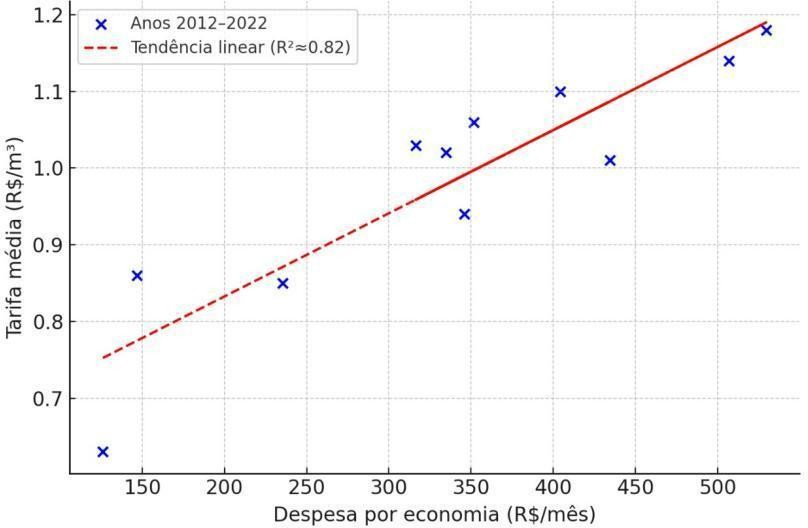 Anos 2012–2022
Tendência linear (R²≈0.82)
1.2
1.1
1.0
0.9
0.8
0.7
Tarifa média (R$/m³)
150 200 250 300 350 400 450 500
Despesa por economia (R$/mês)